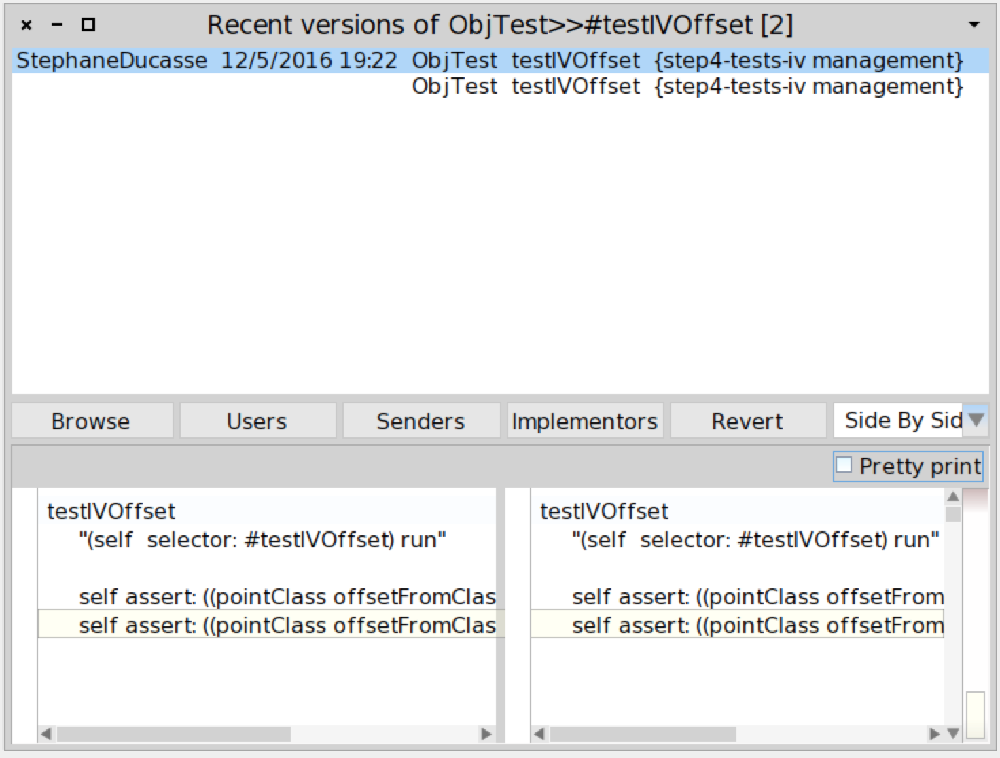 Recent versions of ObjTest>>#testIVOffset [2]
StephaneDucasse 12/5/2016 19:22 ObjTest testIVOffset {step4-tests-iv management}
ObjTest testIVOffset {step4-tests-iv management}
Browse Users Senders Implementors Revert Side By Sid
Pretty print
testIVOffset
"(self selector: #testIVOffset) run"
self assert: ((pointClass offsetFromClas
self assert: ((pointClass offsetFromClas
testIVOffset
"(self selector: #testIVOffset) run"
self assert: ((pointClass offsetFrom
self assert: ((pointClass offsetFrom